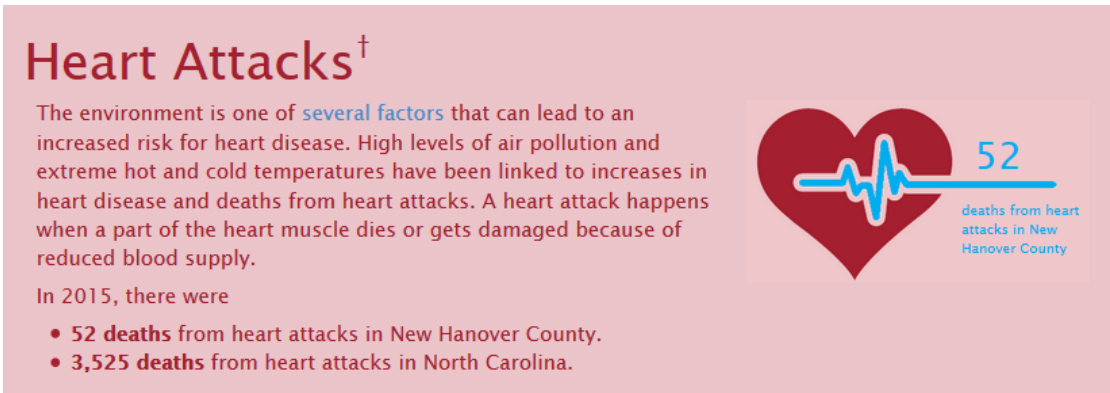 Heart Attacks†
The environment is one of several factors that can lead to an
increased risk for heart disease. High levels of air pollution and
extreme hot and cold temperatures have been linked to increases in
heart disease and deaths from heart attacks. A heart attack happens
when a part of the heart muscle dies or gets damaged because of
reduced blood supply.
In 2015, there were
• 52 deaths from heart attacks in New Hanover County.
• 3,525 deaths from heart attacks in North Carolina.
52
deaths from heart
attacks in New
Hanover County